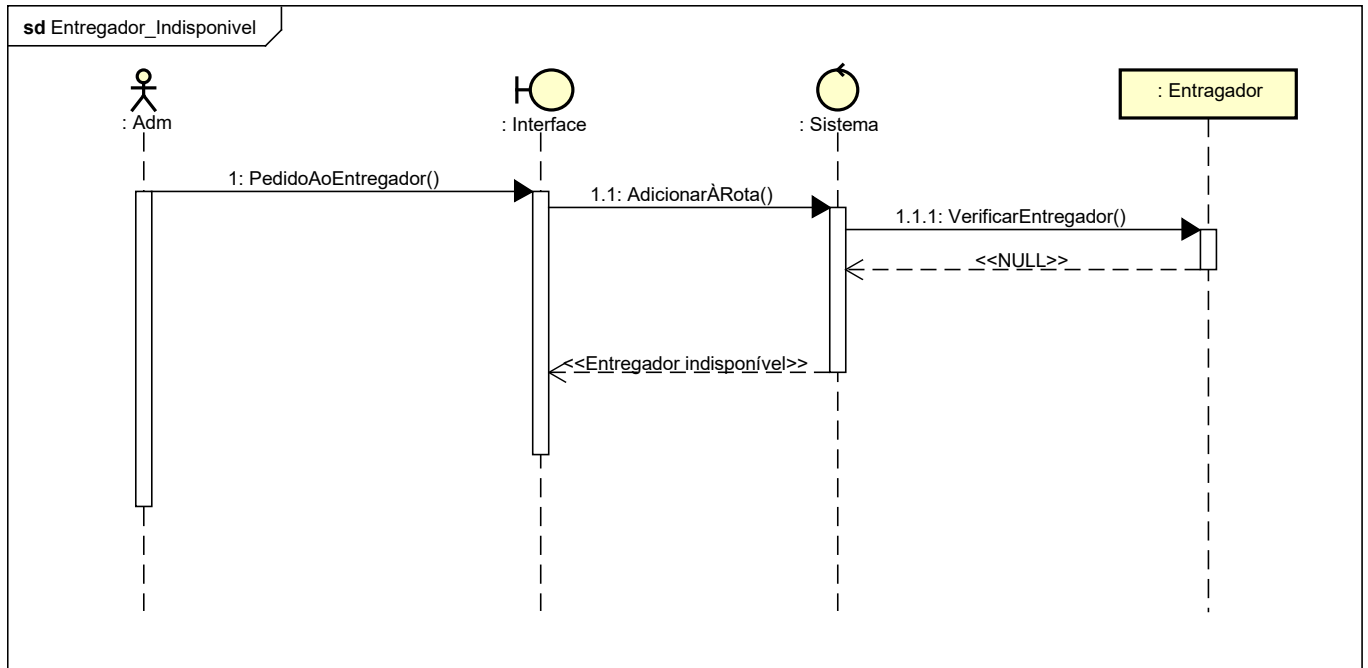 sd Entregador_Indisponivel
: Adm
: Interface
: Sistema
: Entragador
1: PedidoAoEntregador()
1.1: AdicionarÀRota()
1.1.1: VerificarEntregador()
<<NULL>>
<<Entregador indisponível>>